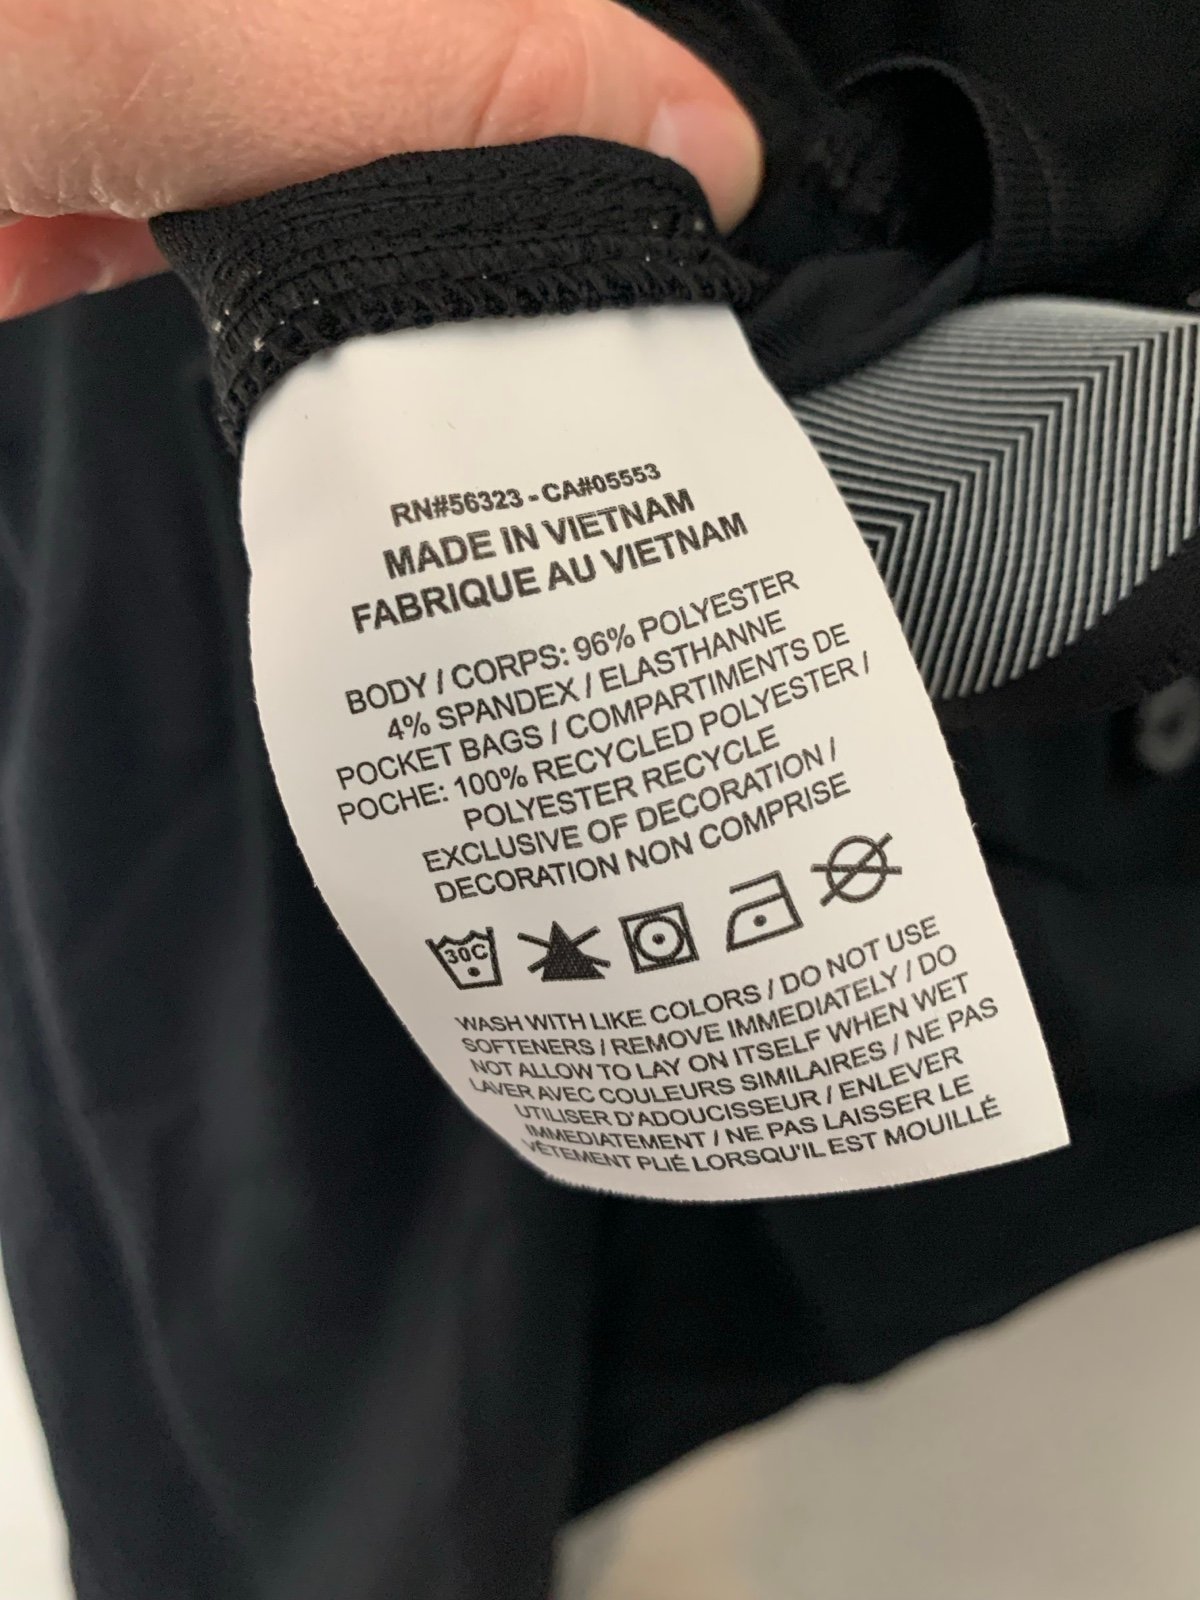 RN#56323 - CA#05553
MADE IN VIETNAM
FABRIQUE AU VIETNAM
BODY / CORPS: 96% POLYESTER
4% SPANDEX / ELASTHANNE
POCKET BAGS / COMPARTIMENTS DE
POCHE: 100% RECYCLED POLYESTER /
POLYESTER RECYCLE
EXCLUSIVE OF DECORATION /
DECORATION NON COMPRISE
30C
WASH WITH LIKE COLORS / DO NOT USE
SOFTENERS / REMOVE IMMEDIATELY / DO
NOT ALLOW TO LAY ON ITSELF WHEN WET
LAVER AVEC COULEURS SIMILAIRES / NE PAS
UTILISER D'ADOUCISSEUR / ENLEVER
IMMEDIATEMENT / NE PAS LAISSER LE
VÊTEMENT PLIÉ LORSQU'IL EST MOUILLÉ